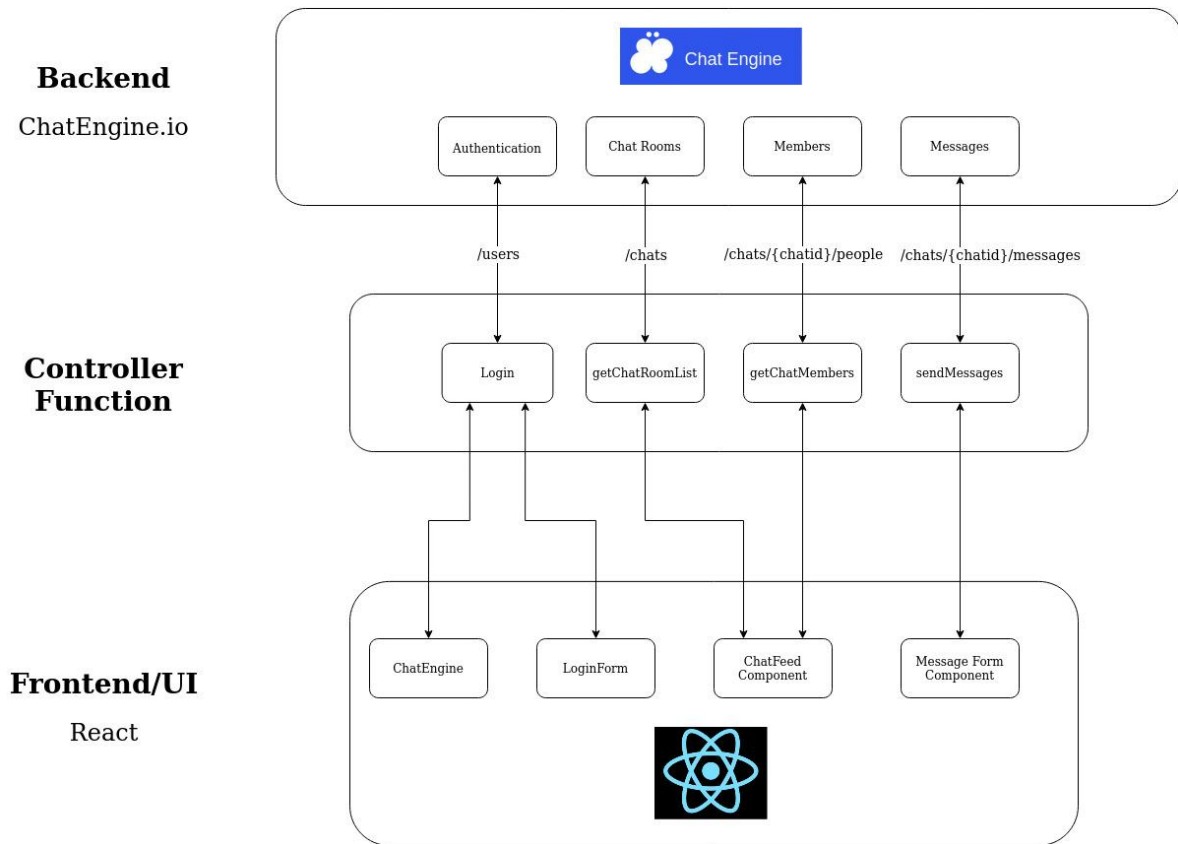 Chat Engine
Backend
ChatEngine.io
Authentication
Chat Rooms
Members
Messages
/users
/chats
/chats/{chatid}/people
/chats/{chatid}/messages
Controller
Function
Login
getChatRoomList
getChatMembers
sendMessages
Frontend/UI
React
ChatEngine
LoginForm
ChatFeed
Component
Message Form
Component